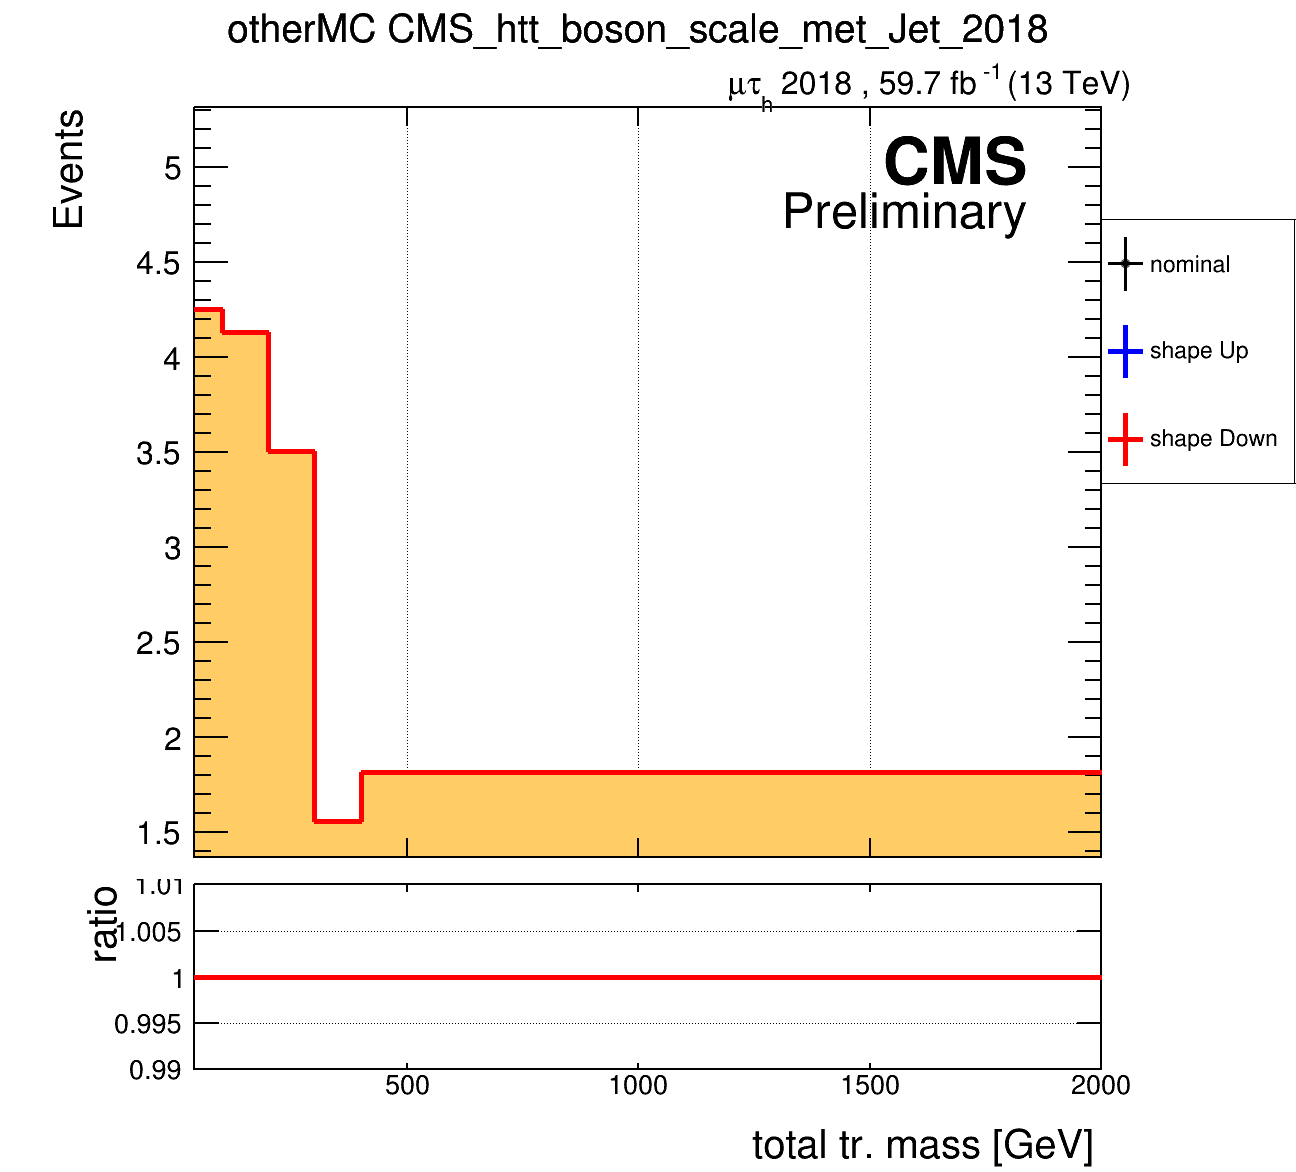 otherMC CMS_htt_boson_scale_met_Jet_2018
μτh 2018 , 59.7 fb-1 (13 TeV)
Events
CMS
Preliminary
5
4.5
4
3.5
3
2.5
2
1.5
nominal
shape Up
shape Down
ratio
1.01
1.005
1
0.995
0.99
500
1000
1500
2000
total tr. mass [GeV]